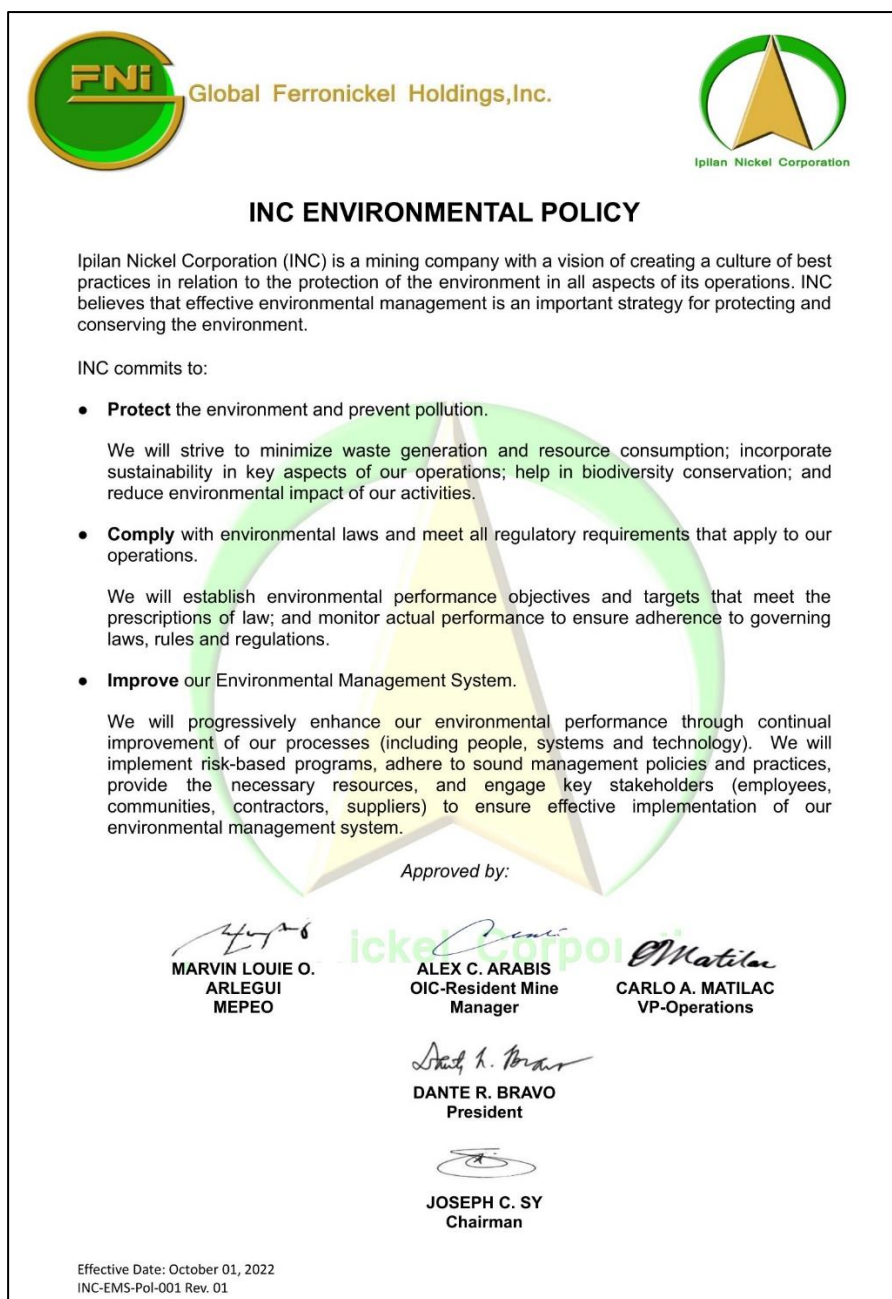 FNi
Global Ferronickel Holdings,Inc.
Ipilan Nickel Corporation
INC ENVIRONMENTAL POLICY
Ipilan Nickel Corporation (INC) is a mining company with a vision of creating a culture of best
practices in relation to the protection of the environment in all aspects of its operations. INC
believes that effective environmental management is an important strategy for protecting and
conserving the environment.
INC commits to:
● Protect the environment and prevent pollution.
We will strive to minimize waste generation and resource consumption; incorporate
sustainability in key aspects of our operations; help in biodiversity conservation; and
reduce environmental impact of our activities.
● Comply with environmental laws and meet all regulatory requirements that apply to our
operations.
We will establish environmental performance objectives and targets that meet the
prescriptions of law; and monitor actual performance to ensure adherence to governing
laws, rules and regulations.
● Improve our Environmental Management System.
We will progressively enhance our environmental performance through continual
improvement of our processes (including people, systems and technology). We will
implement risk-based programs, adhere to sound management policies and practices,
provide the necessary resources, and engage key stakeholders (employees,
communities, contractors, suppliers) to ensure effective implementation of our
environmental management system.
Approved by:
MARVIN LOUIE O.
ARLEGUI
MEPEO
ALEX C. ARABIS
OIC-Resident Mine
Manager
CARLO A. MATILAC
VP-Operations
DANTE R. BRAVO
President
JOSEPH C. SY
Chairman
Effective Date: October 01, 2022
INC-EMS-Pol-001 Rev. 01